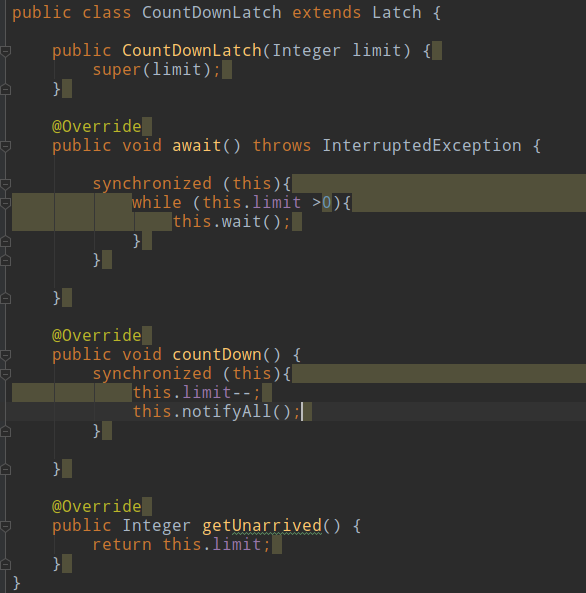 public class CountDownLatch extends Latch {
    public CountDownLatch(Integer limit) {
        super(limit);
    }
    @Override
    public void await() throws InterruptedException {
        synchronized (this){
            while (this.limit >0){
                this.wait();
            }
        }
    }
    @Override
    public void countDown() {
        synchronized (this){
            this.limit--;
            this.notifyAll();
        }
    }
    @Override
    public Integer getUnarrived() {
        return this.limit;
    }
}